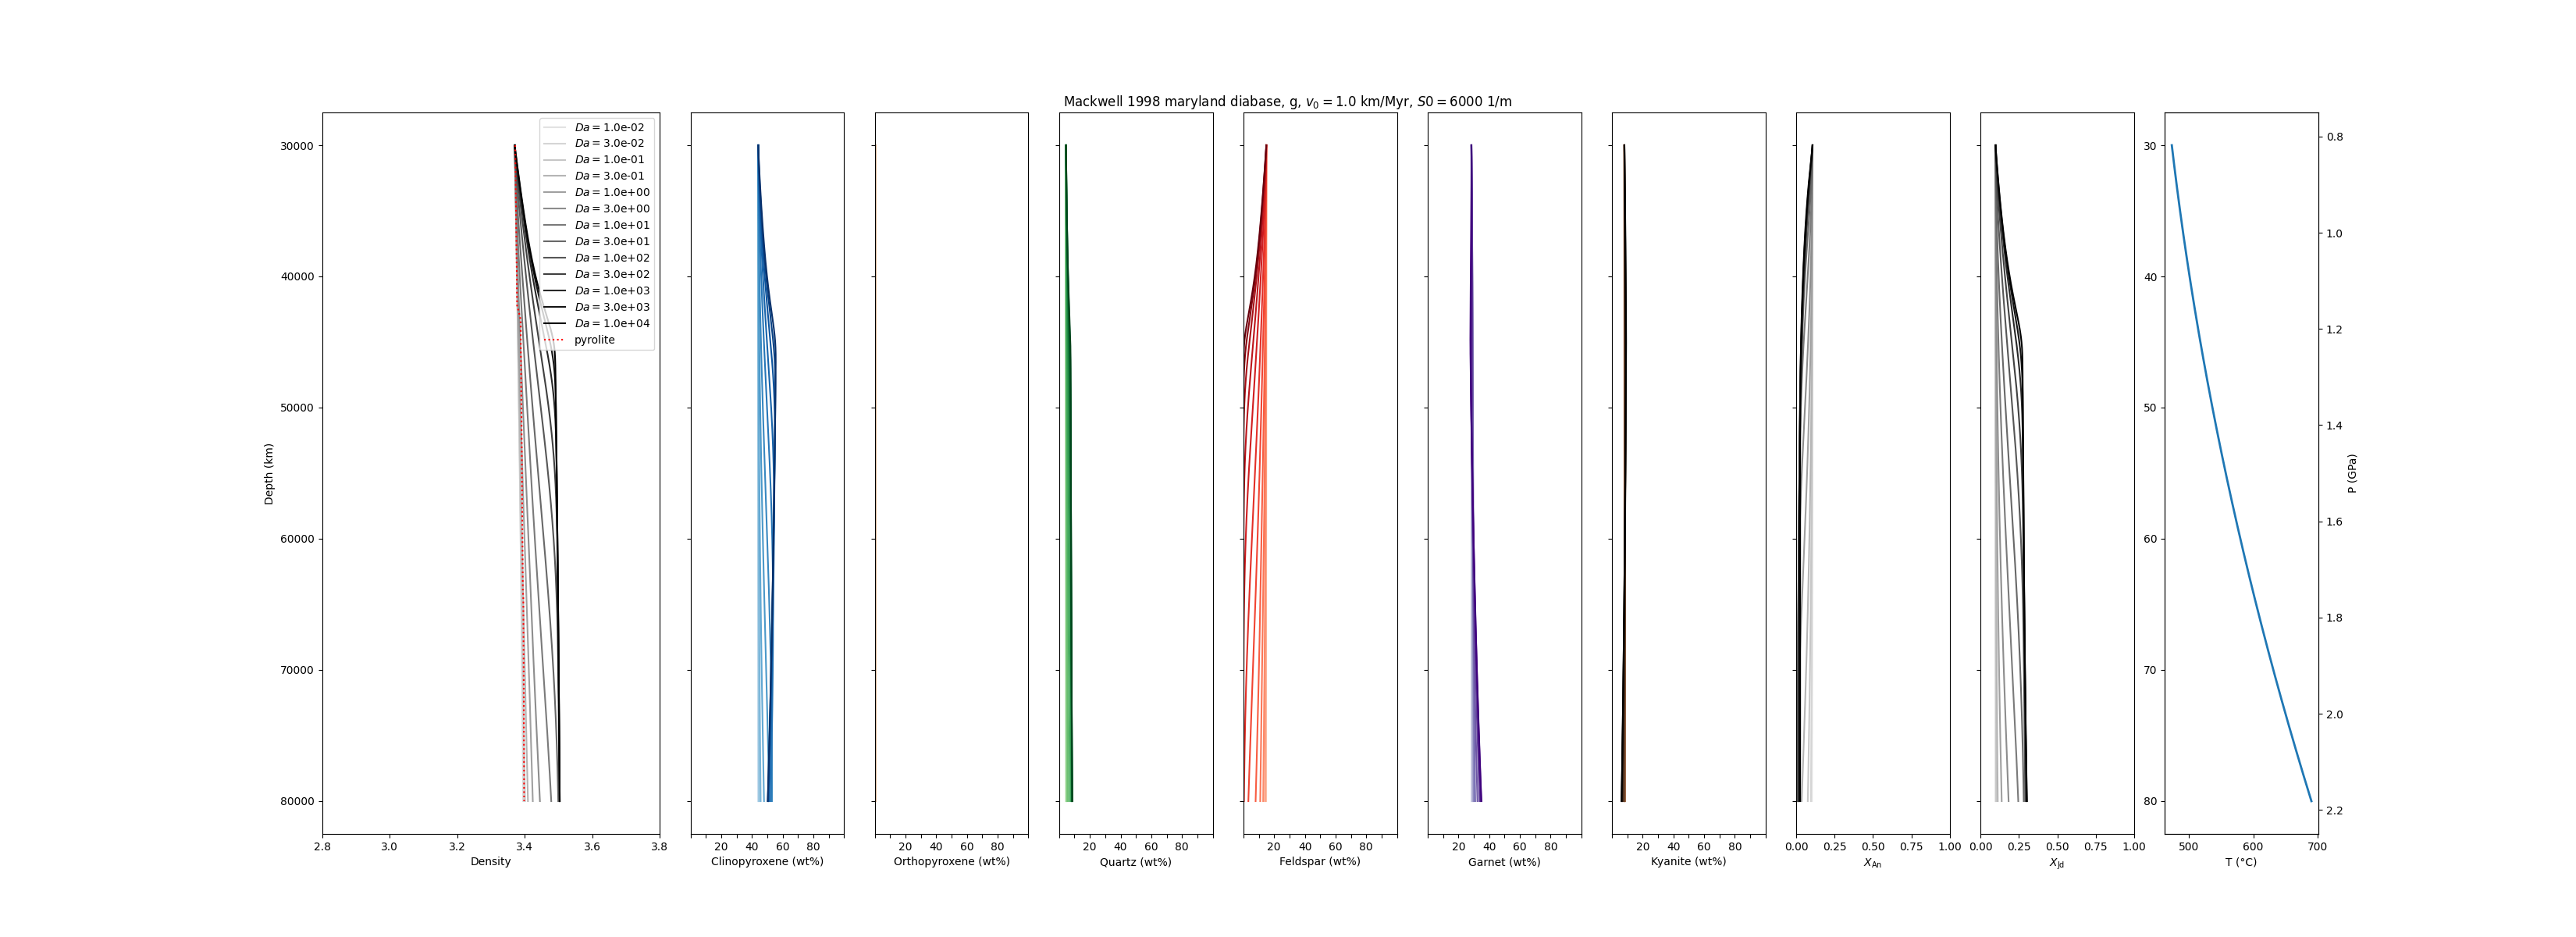 Mackwell 1998 maryland diabase, g, v₀ = 1.0 km/Myr, S0 = 6000 1/m
Da = 1.0e-02
Da = 3.0e-02
Da = 1.0e-01
Da = 3.0e-01
Da = 1.0e+00
Da = 3.0e+00
Da = 1.0e+01
Da = 3.0e+01
Da = 1.0e+02
Da = 3.0e+02
Da = 1.0e+03
Da = 3.0e+03
Da = 1.0e+04
pyrolite
30000
40000
50000
60000
70000
80000
Depth (km)
2.8 3.0 3.2 3.4 3.6 3.8
Density
20 40 60 80
Clinopyroxene (wt%)
20 40 60 80
Orthopyroxene (wt%)
20 40 60 80
Quartz (wt%)
20 40 60 80
Feldspar (wt%)
20 40 60 80
Garnet (wt%)
20 40 60 80
Kyanite (wt%)
0.00 0.25 0.50 0.75 1.00
X_An
0.00 0.25 0.50 0.75 1.00
X_Jd
30
40
50
60
70
80
500 600 700
T (°C)
0.8
1.0
1.2
1.4
1.6
1.8
2.0
2.2
P (GPa)